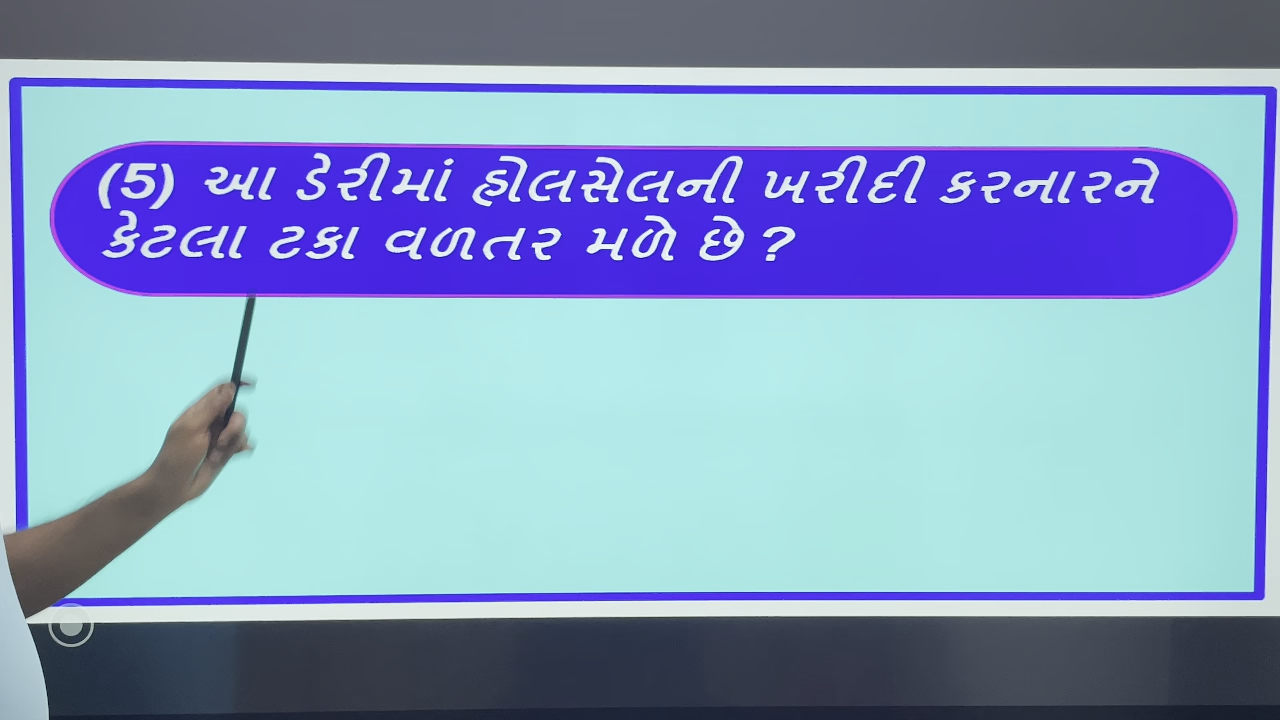 (5) આ ડેરીમાં હોલસેલની ખરીદી કરનારને
કેટલા ટકા વળતર મળે છે ?